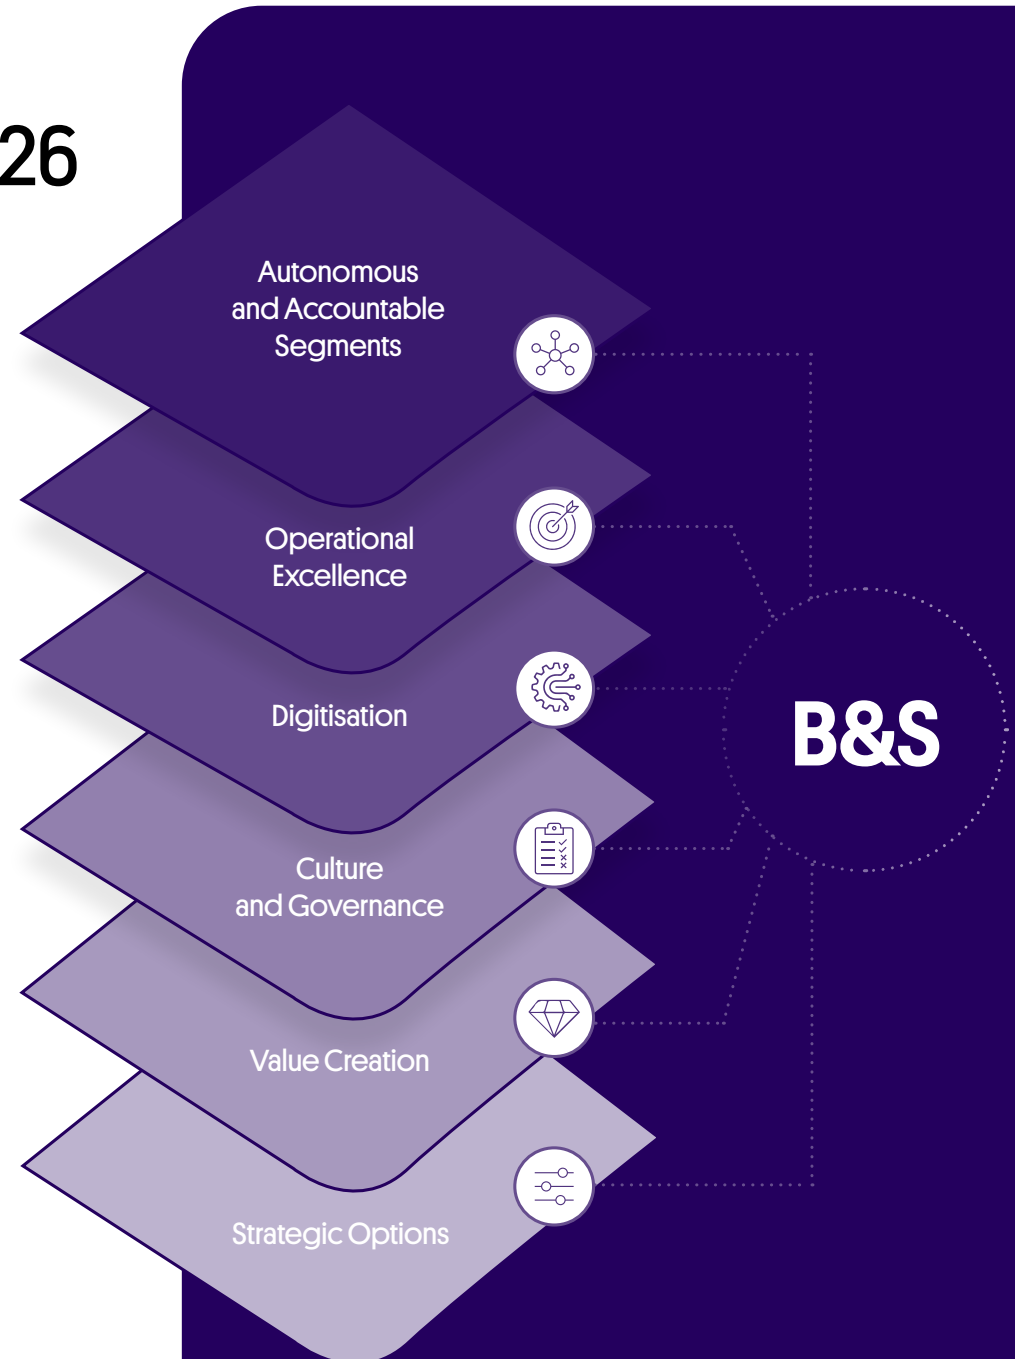 26
Autonomous
and Accountable
Segments
Operational
Excellence
Digitisation
B&S
Culture
and Governance
Value Creation
Strategic Options